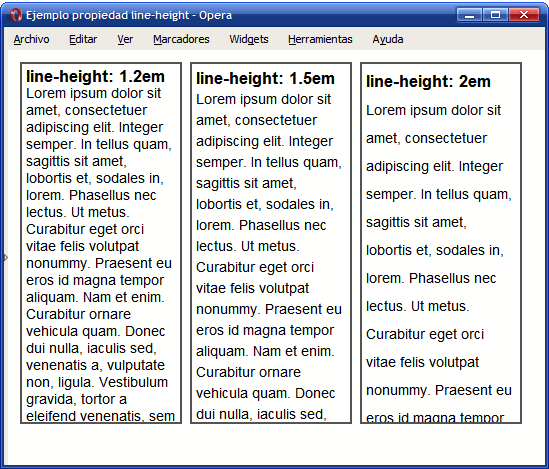 Ejemplo propiedad line-height - Opera
Archivo Editar Ver Marcadores Widgets Herramientas Ayuda
line-height: 1.2em
Lorem ipsum dolor sit
amet, consectetuer
adipiscing elit. Integer
semper. In tellus quam,
sagittis sit amet,
lobortis et, sodales in,
lorem. Phasellus nec
lectus. Ut metus.
Curabitur eget orci
vitae felis volutpat
nonummy. Praesent eu
eros id magna tempor
aliquam. Nam et enim.
Curabitur ornare
vehicula quam. Donec
dui nulla, iaculis sed,
venenatis a, vulputate
non, ligula. Vestibulum
gravida, tortor a
eleifend venenatis, sem
line-height: 1.5em
Lorem ipsum dolor sit
amet, consectetuer
adipiscing elit. Integer
semper. In tellus quam,
sagittis sit amet,
lobortis et, sodales in,
lorem. Phasellus nec
lectus. Ut metus.
Curabitur eget orci
vitae felis volutpat
nonummy. Praesent eu
eros id magna tempor
aliquam. Nam et enim.
Curabitur ornare
vehicula quam. Donec
dui nulla, iaculis sed,
line-height: 2em
Lorem ipsum dolor sit
amet, consectetuer
adipiscing elit. Integer
semper. In tellus quam,
sagittis sit amet,
lobortis et, sodales in,
lorem. Phasellus nec
lectus. Ut metus.
Curabitur eget orci
vitae felis volutpat
nonummy. Praesent eu
eros id magna tempor